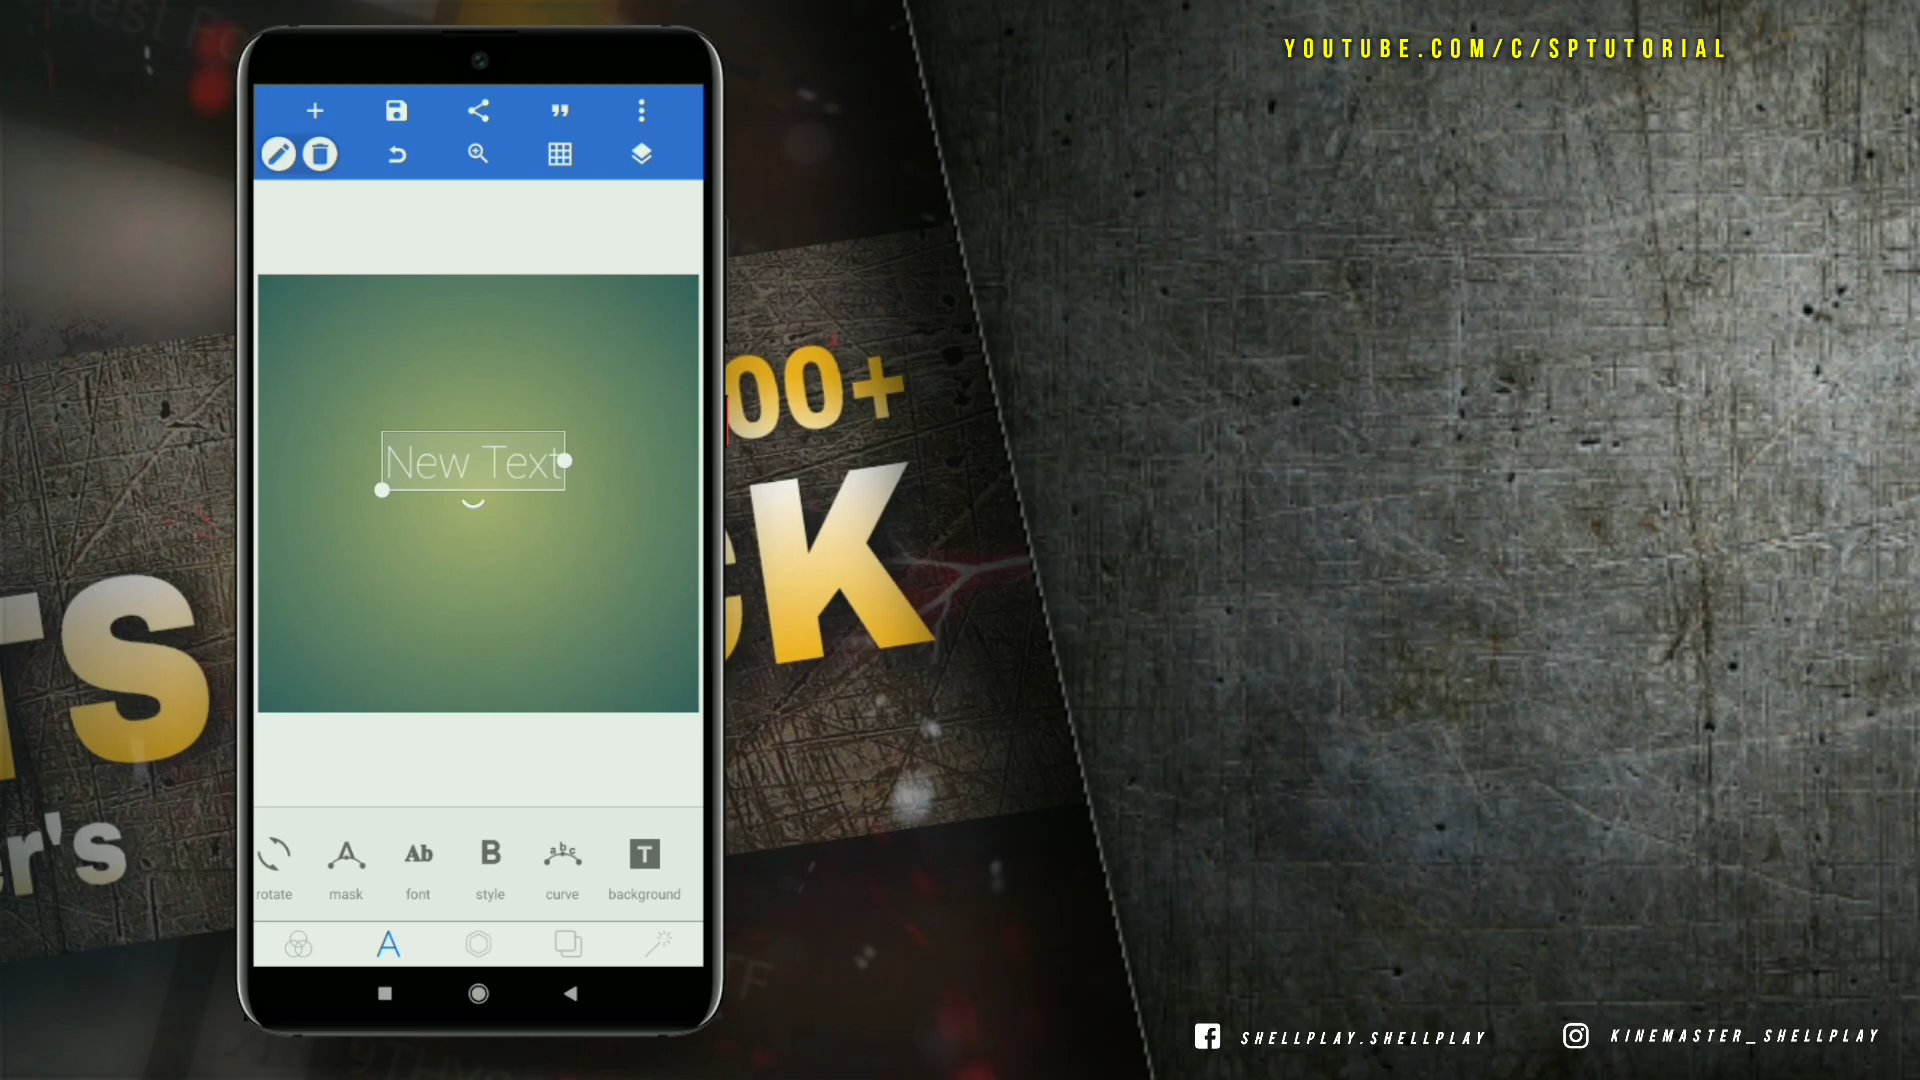 YOUTUBE.COM/C/SPTUTORIAL
00+
New Text
CK
TS
er's
Ab
B
abc
T
rotate
mask
font
style
curve
background
A
SHELLPLAY.SHELLPLAY
KINEMASTER_SHELLPLAY